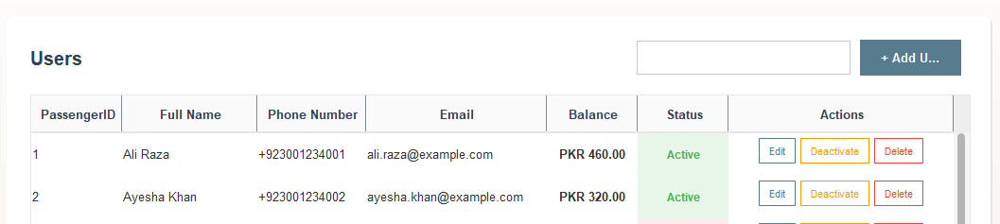 Users
+ Add U...
PassengerID Full Name Phone Number Email Balance Status Actions
1 Ali Raza +923001234001 ali.raza@example.com PKR 460.00 Active Edit Deactivate Delete
2 Ayesha Khan +923001234002 ayesha.khan@example.com PKR 320.00 Active Edit Deactivate Delete